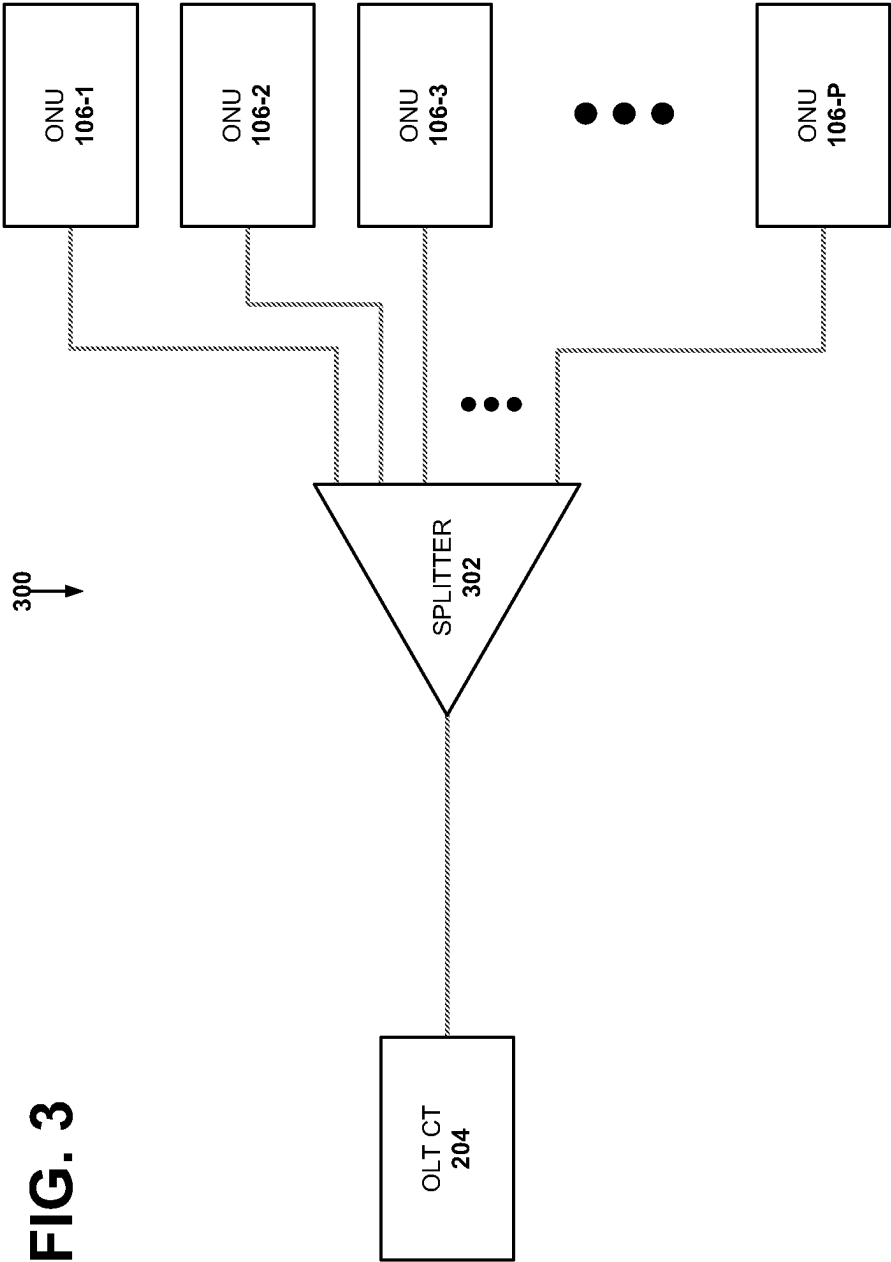 FIG. 3
300
OLT CT
204
SPLITTER
302
ONU
106-1
ONU
106-2
ONU
106-3
ONU
106-P